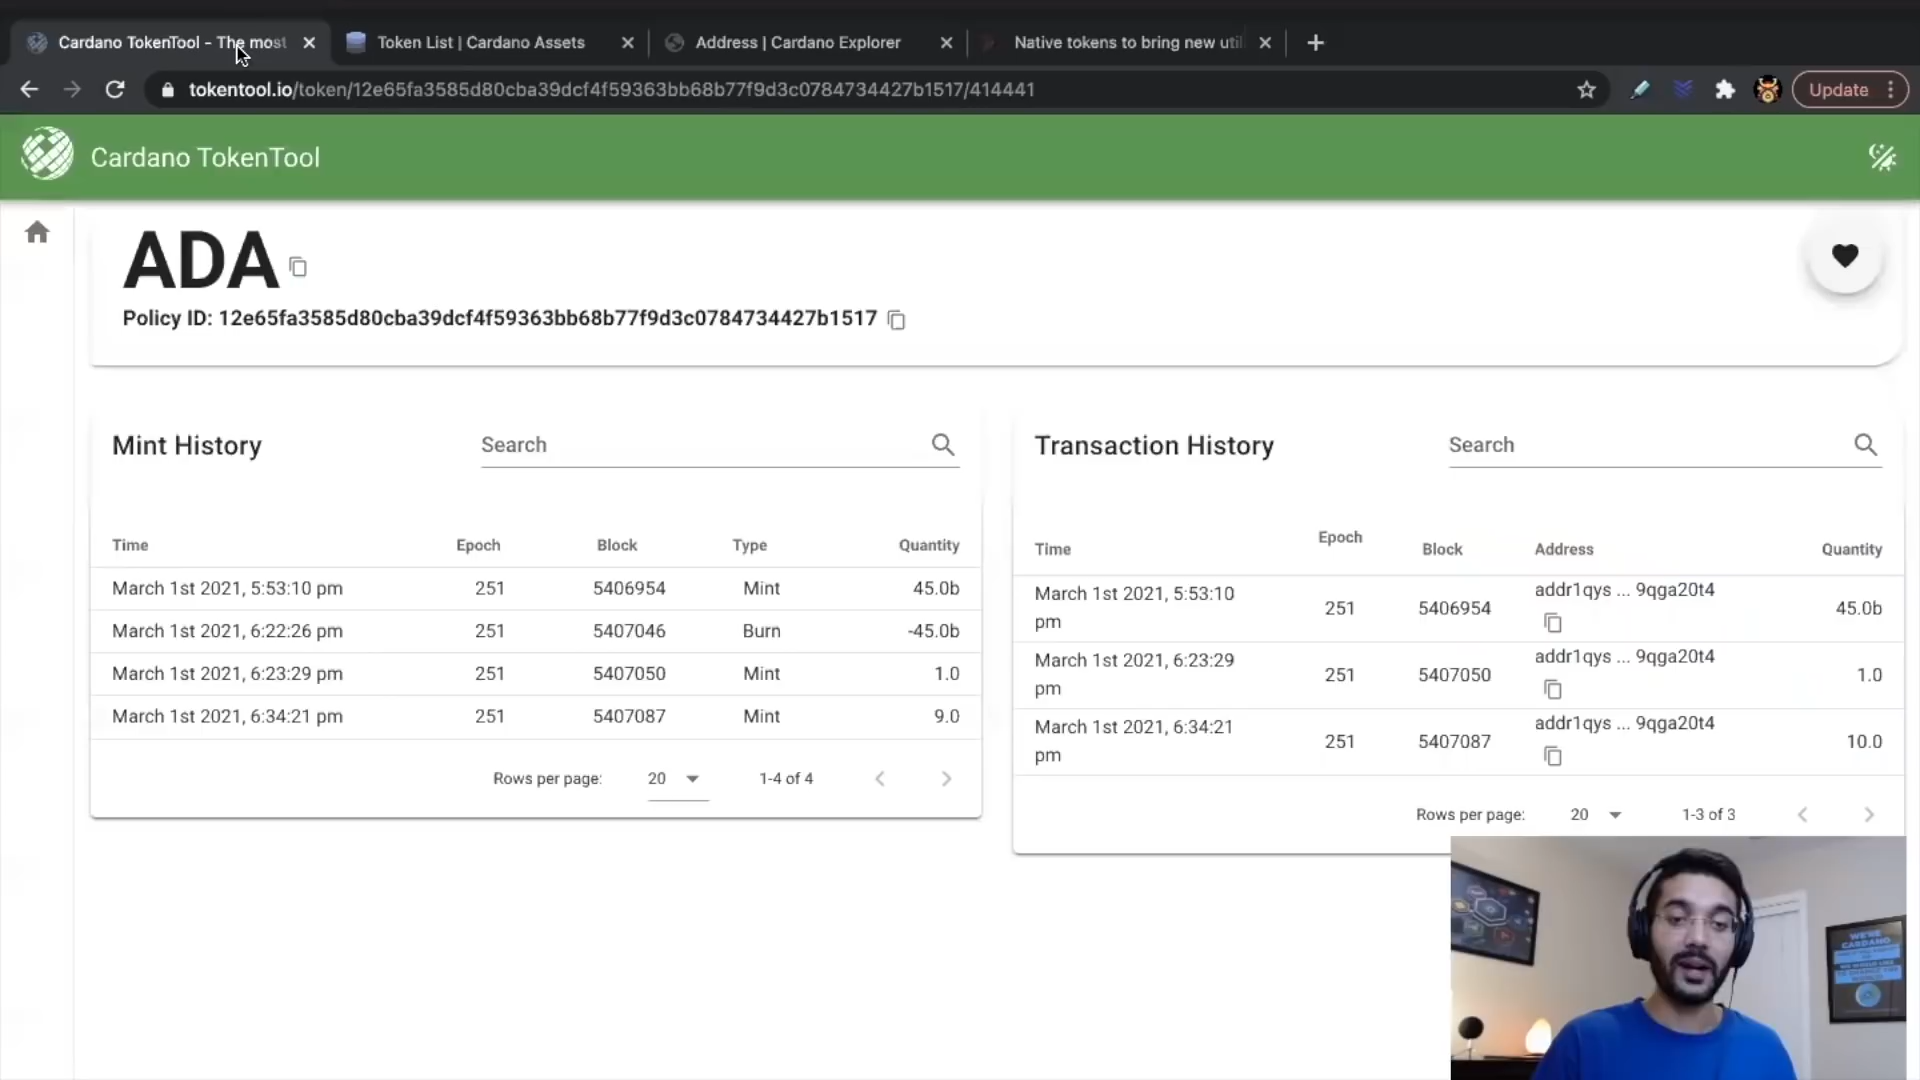 Cardano TokenTool - The most
Token List | Cardano Assets
Address | Cardano Explorer
Native tokens to bring new util
tokentool.io/token/12e65fa3585d80cba39dcf4f59363bb68b77f9d3c0784734427b1517/414441
Update
Cardano TokenTool
ADA
Policy ID: 12e65fa3585d80cba39dcf4f59363bb68b77f9d3c0784734427b1517
Mint History
Search
Time Epoch Block Type Quantity
March 1st 2021, 5:53:10 pm 251 5406954 Mint 45.0b
March 1st 2021, 6:22:26 pm 251 5407046 Burn -45.0b
March 1st 2021, 6:23:29 pm 251 5407050 Mint 1.0
March 1st 2021, 6:34:21 pm 251 5407087 Mint 9.0
Rows per page: 20 1-4 of 4
Transaction History
Search
Time Epoch Block Address Quantity
March 1st 2021, 5:53:10 pm 251 5406954 addr1qys ... 9qga20t4 45.0b
March 1st 2021, 6:23:29 pm 251 5407050 addr1qys ... 9qga20t4 1.0
March 1st 2021, 6:34:21 pm 251 5407087 addr1qys ... 9qga20t4 10.0
Rows per page: 20 1-3 of 3
WE'RE
CARDANO